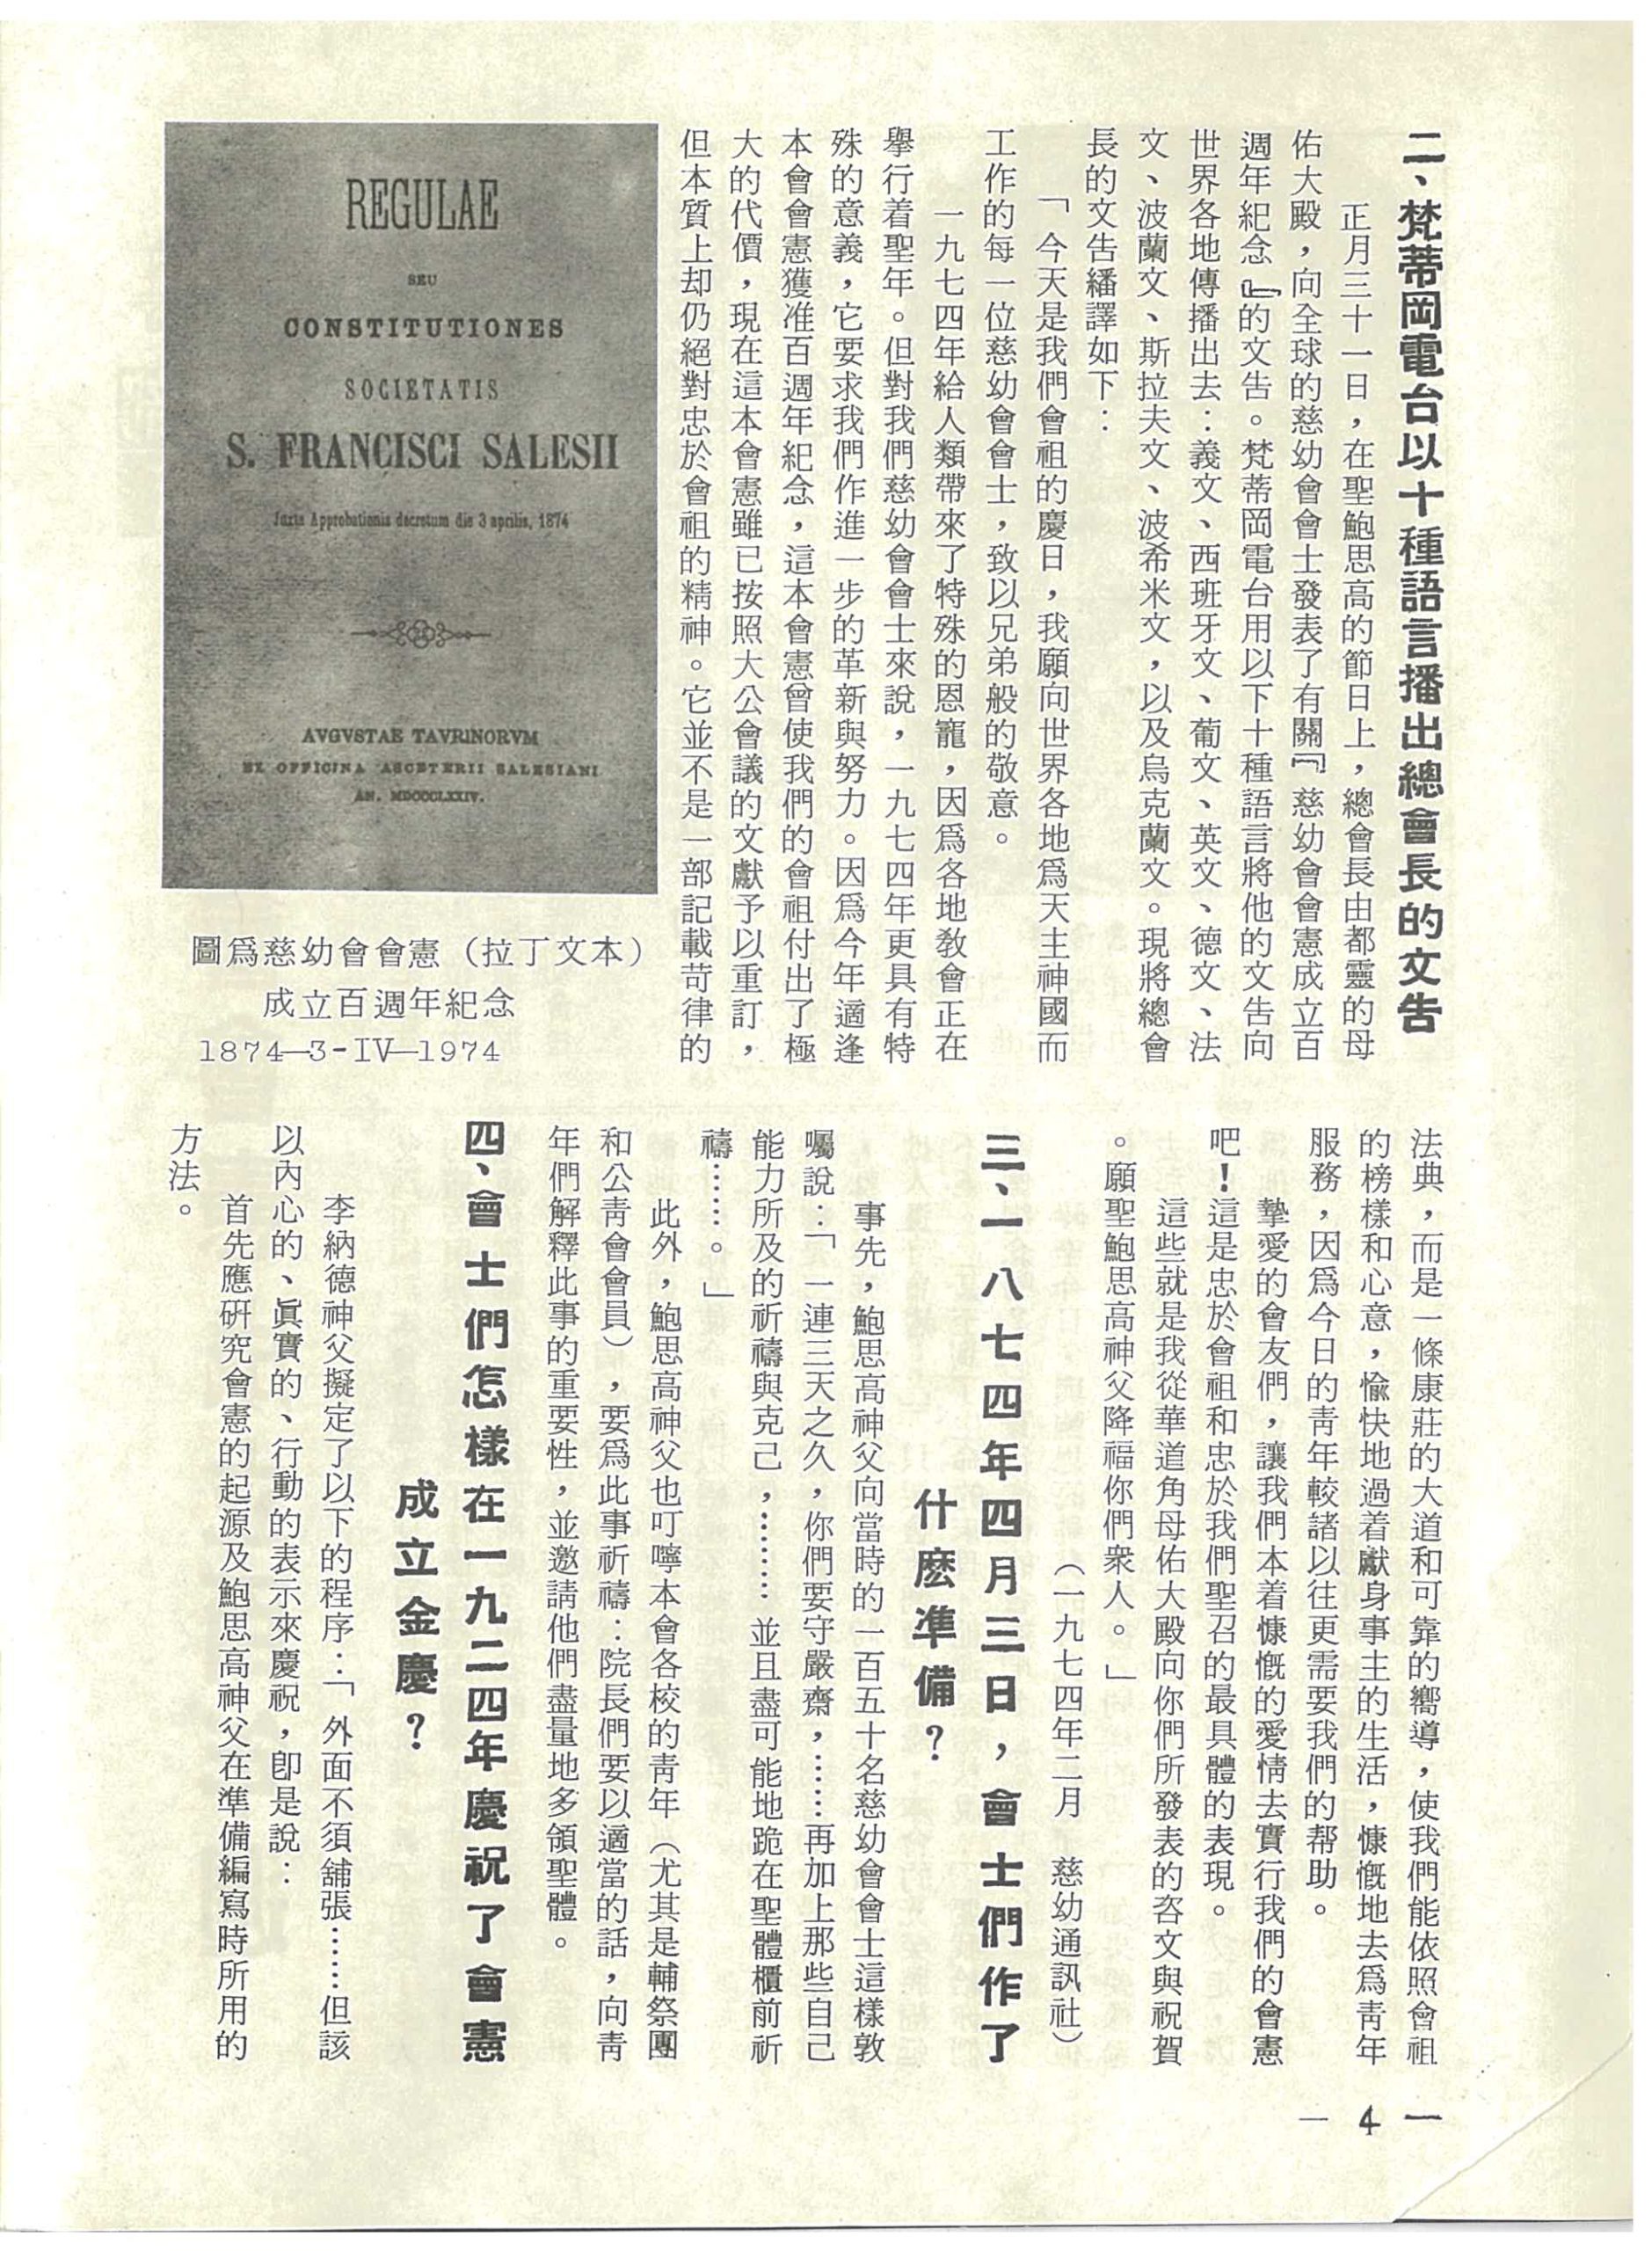 二、梵蒂岡電台以十種語言播出總會長的文告
正月三十一日，在聖鮑思高的節日上，總會長由都靈的母
佑大殿，向全球的慈幼會會士發表了有關『慈幼會會憲成立百
週年紀念『的文告。梵蒂岡電台用以下十種語言將他的文告向
世界各地傳播出去：義文、西班牙文、葡文、英文、德文、法
文、波蘭文、斯拉夫文、波希米文，以及烏克蘭文。現將總會
長的文告繙譯如下：
「今天是我們會祖的慶日，我願向世界各地爲天主神國而
工作的每一位慈幼會會士，致以兄弟般的敬意。
一九七四年給人類帶來了特殊的恩寵，因爲各地教會正在
舉行着聖年。但對我們慈幼會會士來說，一九七四年更具有特
殊的意義，它要求我們作進一步的革新與努力。因爲今年適逢
本會會憲獲准百週年紀念，這本會憲曾使我們的會祖付出了極
大的代價，現在這本會憲雖已按照大公會議的文獻予以重訂，
但本質上却仍絕對忠於會祖的精神。它並不是一部記載苛律的
REGULAE
SEU
CONSTITUTIONES
SOCIETATIS
S. FRANCISCI SALESII
Juxta Approbationis decretum die 3 aprilis, 1874
AVGVSTAE TAVRINORVM
EX OFFICINA ASCETERII SALESIANI
AN. MDCCCLXXIV.
圖爲慈幼會會憲（拉丁文本）
成立百週年紀念
1874—3-IV—1974
法典，而是一條康莊的大道和可靠的嚮導，使我們能依照會祖
的榜樣和心意，愉快地過着獻身事主的生活，慷慨地去爲靑年
服務，因爲今日的靑年較諸以往更需要我們的帮助。
摯愛的會友們，讓我們本着慷慨的愛情去實行我們的會憲
吧！這是忠於會祖和忠於我們聖召的最具體的表現。
這些就是我從華道角母佑大殿向你們所發表的咨文與祝賀
。願聖鮑思高神父降福你們衆人。」
（一九七四年二月　慈幼通訊社）
三、一八七四年四月三日，會士們作了
什麽準備？
事先，鮑思高神父向當時的一百五十名慈幼會會士這樣敦
囑說：「一連三天之久，你們要守嚴齋，……再加上那些自己
能力所及的祈禱與克己，……… 並且盡可能地跪在聖體櫃前祈
禱……。」
此外，鮑思高神父也叮嚀本會各校的靑年（尤其是輔祭團
和公靑會會員），要爲此事祈禱：院長們要以適當的話，向靑
年們解釋此事的重要性，並邀請他們盡量地多領聖體。
四、會士們怎樣在一九二四年慶祝了會憲
成立金慶？
李納德神父擬定了以下的程序：「外面不須舖張……但該
以內心的、眞實的、行動的表示來慶祝，卽是說：
首先應研究會憲的起源及鮑思高神父在準備編寫時所用的
方法。
— 4 —